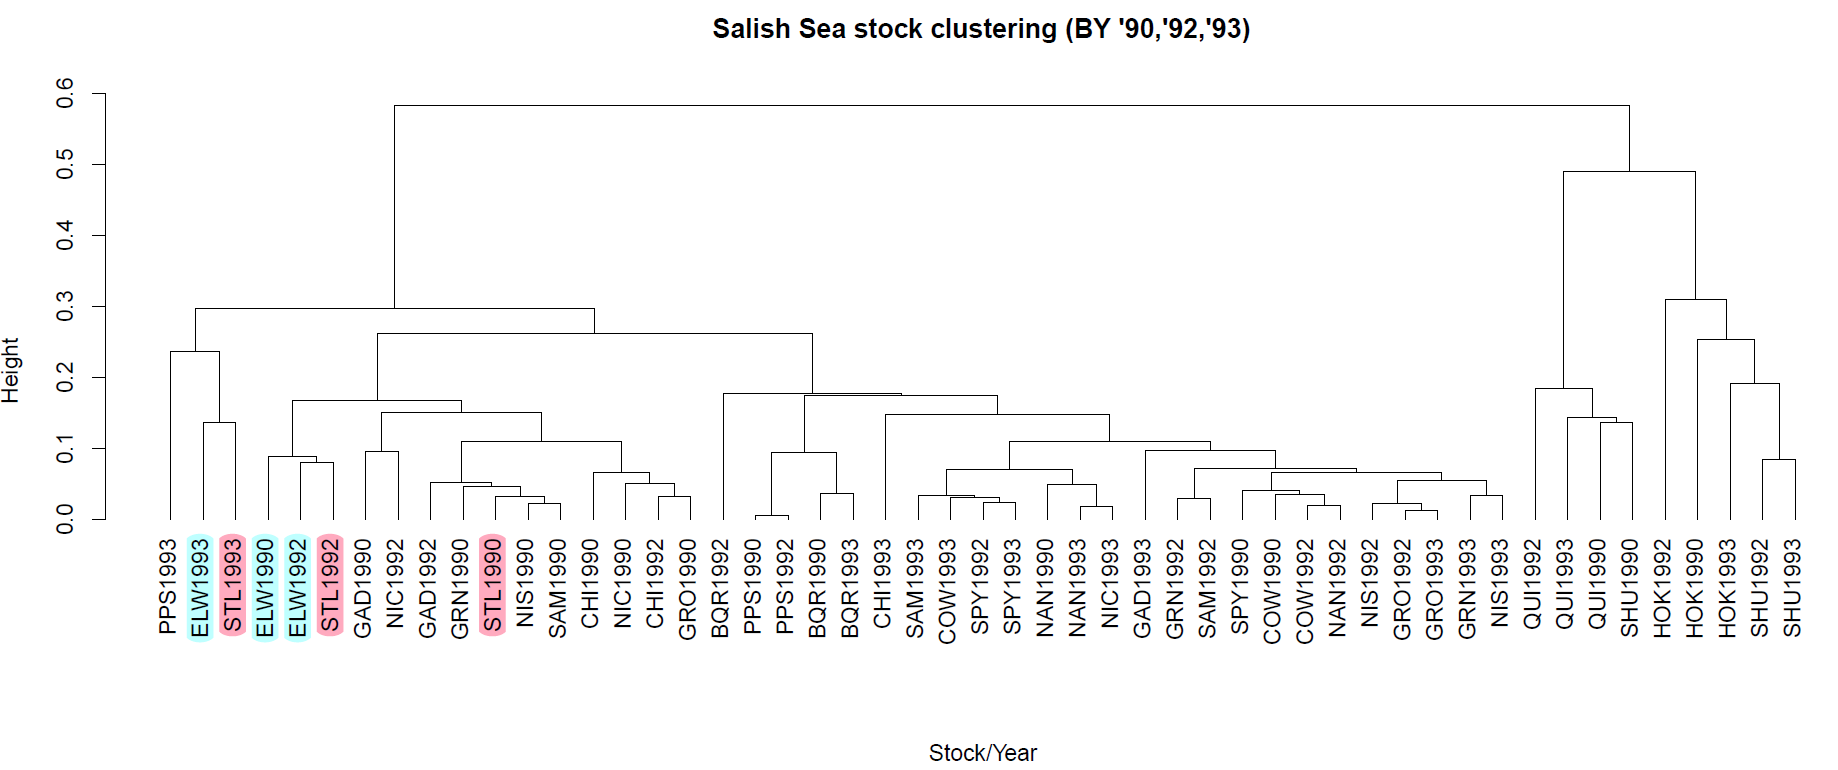 Salish Sea stock clustering (BY '90,'92,'93)
Height
0.6
0.5
0.4
0.3
0.2
0.1
0.0
PPS1993
ELW1993
STL1993
ELW1990
ELW1992
STL1992
GAD1990
NIC1992
GAD1992
GRN1990
STL1990
NIS1990
SAM1990
CHI1990
NIC1990
CHI1992
GRO1990
BQR1992
PPS1990
PPS1992
BQR1990
BQR1993
CHI1993
SAM1993
COW1993
SPY1992
SPY1993
NAN1990
NAN1993
NIC1993
GAD1993
GRN1992
SAM1992
SPY1990
COW1990
COW1992
NAN1992
NIS1992
GRO1992
GRO1993
GRN1993
NIS1993
QUI1992
QUI1993
QUI1990
SHU1990
HOK1992
HOK1990
HOK1993
SHU1992
SHU1993
Stock/Year